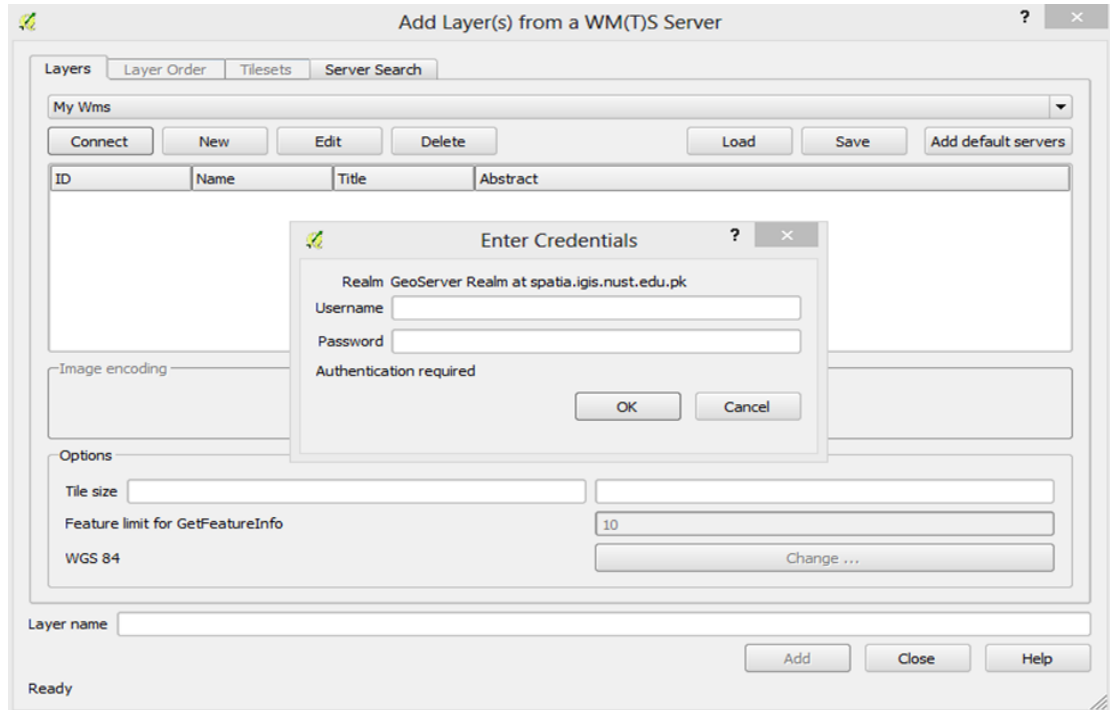 Add Layer(s) from a WM(T)S Server ? ×
Layers Layer Order Tilesets Server Search
My Wms
Connect New Edit Delete Load Save Add default servers
ID Name Title Abstract
Enter Credentials ? ×
Realm GeoServer Realm at spatia.igis.nust.edu.pk
Username
Password
Authentication required
OK Cancel
Image encoding
Options
Tile size
Feature limit for GetFeatureInfo 10
WGS 84 Change ...
Layer name
Add Close Help
Ready